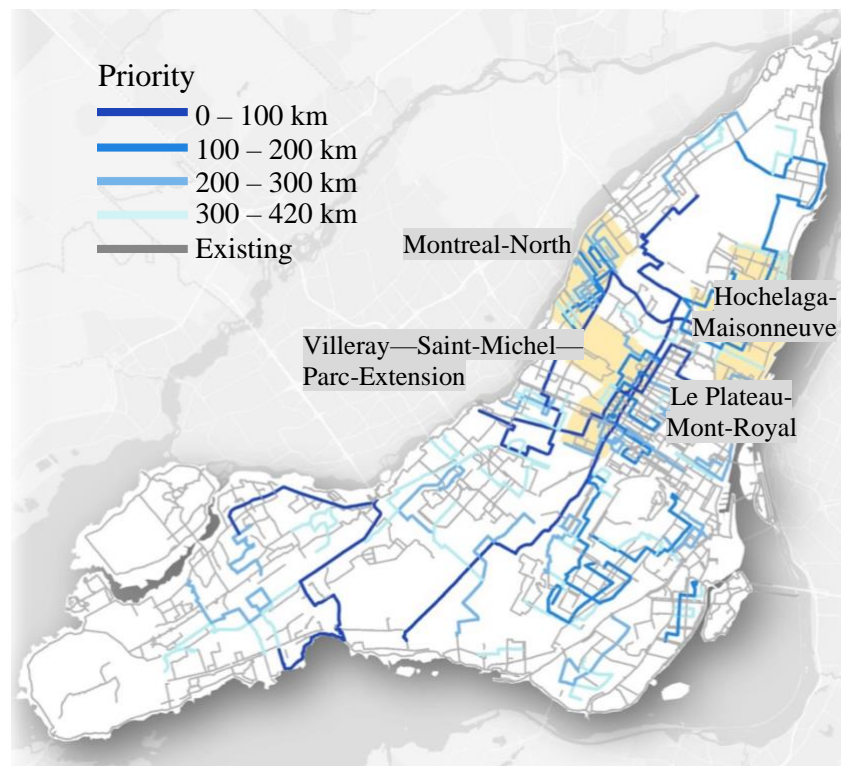 Priority
0 – 100 km
100 – 200 km
200 – 300 km
300 – 420 km
Existing
Montreal-North
Hochelaga-
Maisonneuve
Villeray—Saint-Michel—
Parc-Extension
Le Plateau-
Mont-Royal